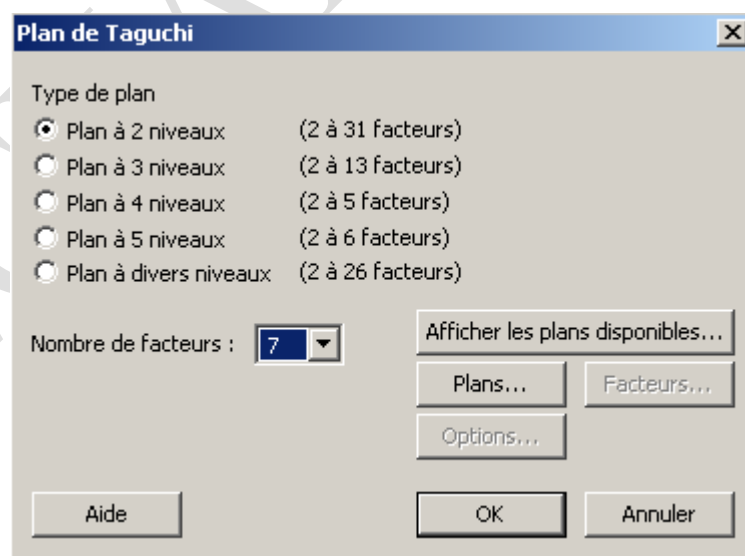 Plan de Taguchi
Type de plan
Plan à 2 niveaux (2 à 31 facteurs)
Plan à 3 niveaux (2 à 13 facteurs)
Plan à 4 niveaux (2 à 5 facteurs)
Plan à 5 niveaux (2 à 6 facteurs)
Plan à divers niveaux (2 à 26 facteurs)
Nombre de facteurs : 7
Afficher les plans disponibles...
Plans... Facteurs...
Options...
Aide OK Annuler